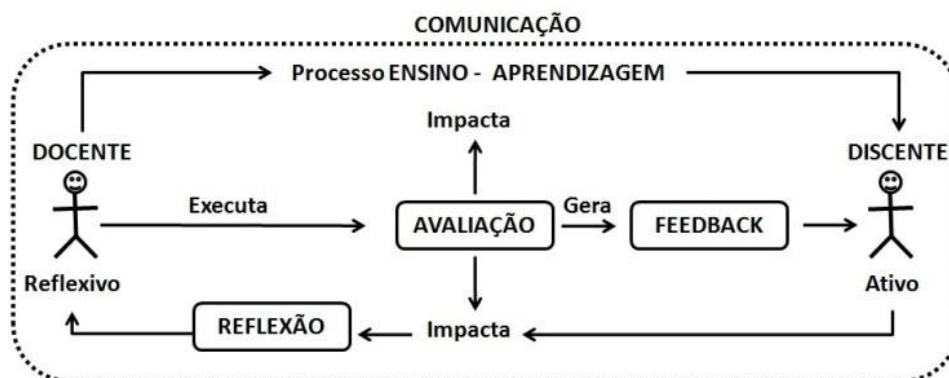 COMUNICAÇÃO
Processo ENSINO - APRENDIZAGEM
Impacta
DOCENTE
DISCENTE
Executa
AVALIAÇÃO
Gera
FEEDBACK
Reflexivo
Ativo
REFLEXÃO
Impacta